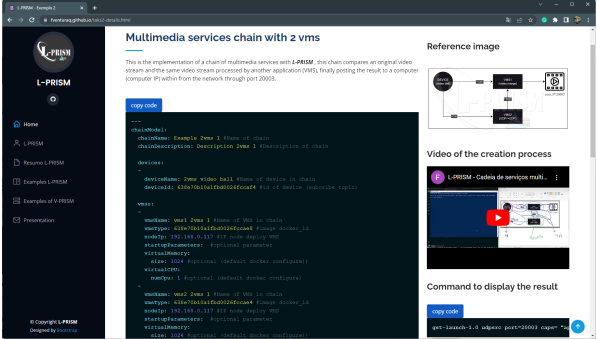 L-PRISM - Example 2
fventuraq.github.io/tists2-details.html
L-PRISM
L-PRISM
Home
L-PRISM
Resumo L-PRISM
Examples L-PRISM
Examples of V-PRISM
Presentation
© Copyright L-PRISM
Designed by Bootstrap
Multimedia services chain with 2 vms
This is the implementation of a chain of multimedia services with L-PRISM , this chain compares an original video
stream and the same video stream processed by another application (VMS), finally posting the result to a computer
(computer IP) within from the network through port 20003.
copy code
---
chainModel:
chainName: Example 2vms 1 #Name of chain
chainDescription: Description 2vms 1 #Description of chain
devices:
-
deviceName: 2vms video ball #Name of device in chain
deviceId: #id of device (subcribe topic)
vmss:
-
vmsName: vms1 2vms 1 #Name of VMS in chain
vmsType: #image docker_id
nodeIp: 192.168.0.117 #IP node deploy VMS
startupParameters: #optional parameter
virtualMemory:
size: 1024 #optional (default docker configure))
virtualCPU:
numCpu: 1 #optional (default docker configure)
-
vmsName: vms2 2vms 1 #Name of VMS in chain
vmsType: #image docker_id
nodeIp: 192.168.0.117 #IP node deploy VMS
startupParameters: #optional parameter
virtualMemory:
size: 1024 #optional (default docker configure))
Reference image
DEVICE
VMS1
VMS2
Video of the creation process
F
L-PRISM - Cadeia de serviços multi...
Command to display the result
copy code
gst-launch-1.0 udpsrc port=20003 caps= "ap